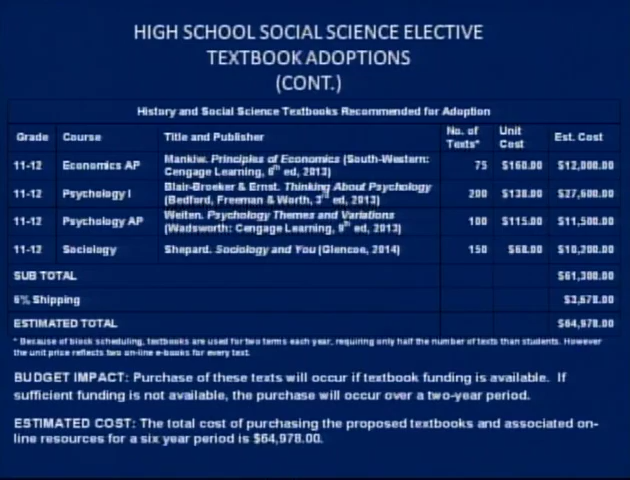 HIGH SCHOOL SOCIAL SCIENCE ELECTIVE
TEXTBOOK ADOPTIONS
(CONT.)
History and Social Science Textbooks Recommended for Adoption
Grade Course Title and Publisher No. of Texts* Unit Cost Est. Cost
11-12 Economics AP Mankiw. Principles of Economics (South-Western: 75 $160.00 $12,000.00
Cengage Learning, 6th ed, 2013)
11-12 Psychology I Blair-Broeker & Ernst. Thinking About Psychology 200 $138.00 $27,600.00
(Bedford, Freeman & Worth, 3rd ed, 2013)
11-12 Psychology AP Weiten. Psychology Themes and Variations 100 $115.00 $11,500.00
(Wadsworth: Cengage Learning, 9th ed, 2013)
11-12 Sociology Shepard. Sociology and You (Glencoe, 2014) 150 $68.00 $10,200.00
SUB TOTAL $61,300.00
6% Shipping $3,678.00
ESTIMATED TOTAL $64,978.00
* Because of block scheduling, textbooks are used for two terms each year, requiring only half the number of texts than students. However
the unit price reflects two on-line e-books for every text.
BUDGET IMPACT: Purchase of these texts will occur if textbook funding is available. If
sufficient funding is not available, the purchase will occur over a two-year period.
ESTIMATED COST: The total cost of purchasing the proposed textbooks and associated on-
line resources for a six year period is $64,978.00.